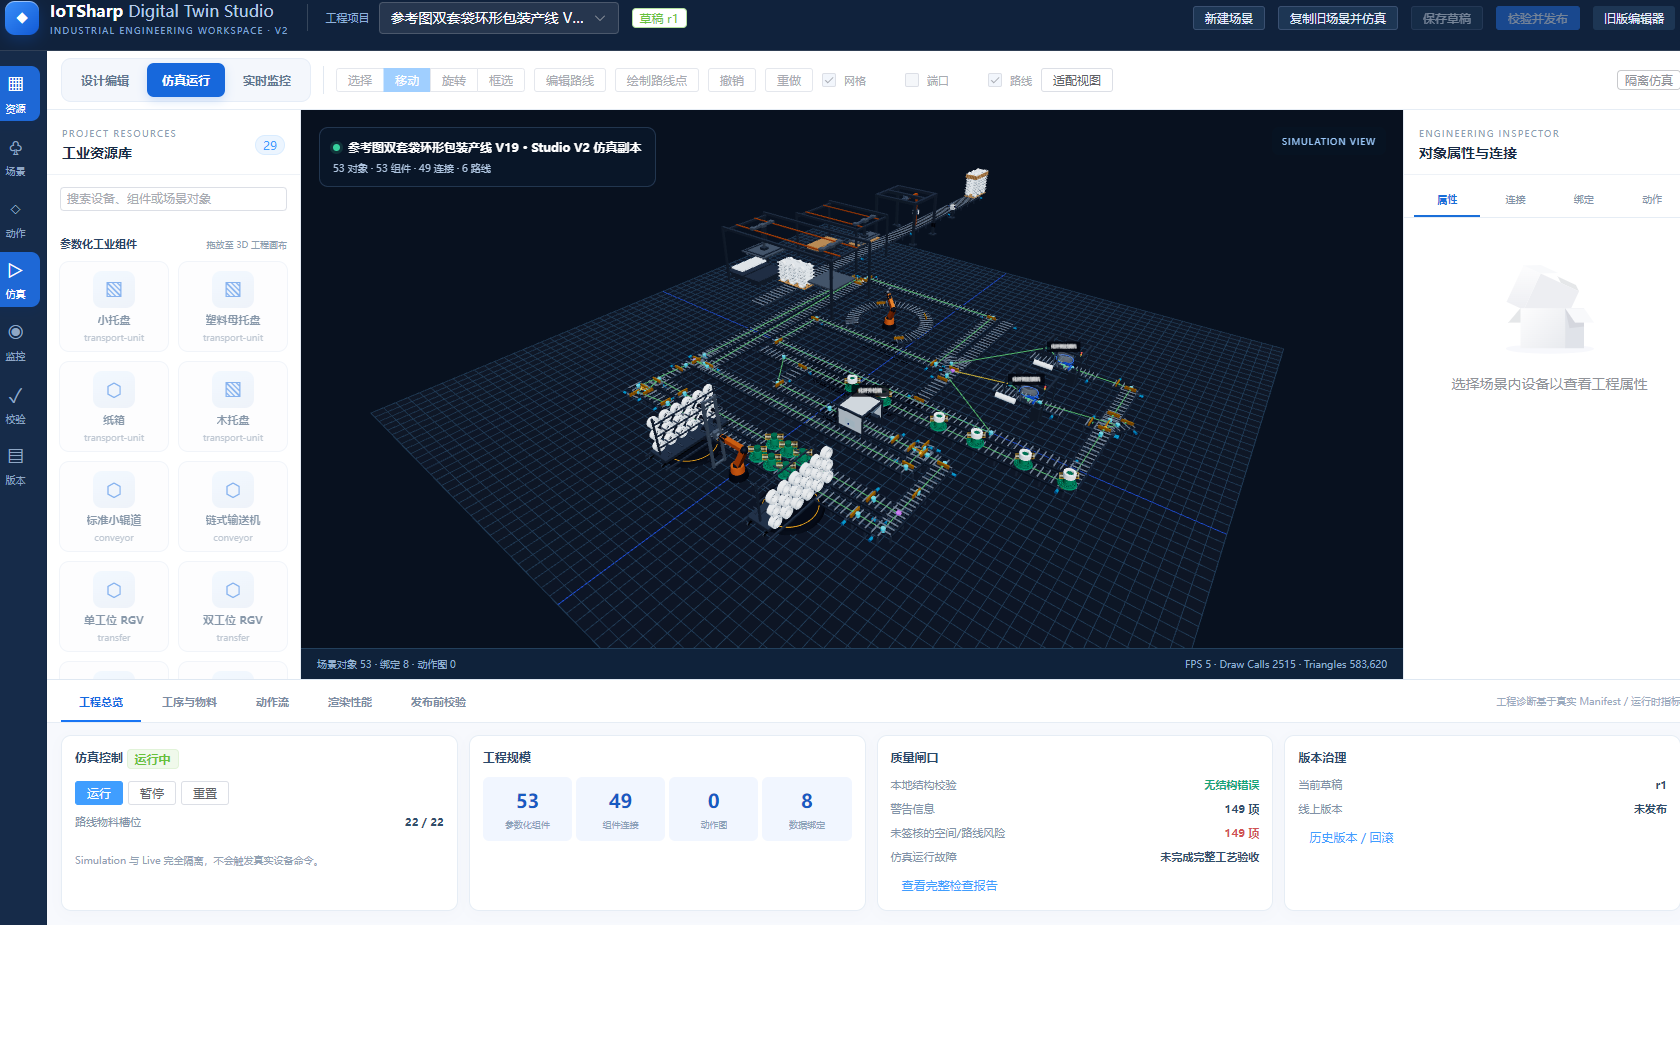 IoTSharp Digital Twin Studio
INDUSTRIAL ENGINEERING WORKSPACE · V2
工程项目
参考图双套袋环形包装产线 V...
草稿 r1
新建场景
复制旧场景并仿真
保存草稿
校验并发布
旧版编辑器
资源
场景
动作
仿真
监控
校验
版本
设计编辑
仿真运行
实时监控
选择
移动
旋转
框选
编辑路线
绘制路线点
撤销
重做
网格
端口
路线
适配视图
隔离仿真
PROJECT RESOURCES
工业资源库
29
搜索设备、组件或场景对象
参数化工业组件
拖放至 3D 工程画布
小托盘
transport-unit
塑料母托盘
transport-unit
纸箱
transport-unit
木托盘
transport-unit
标准小辊道
conveyor
链式输送机
conveyor
单工位 RGV
transfer
双工位 RGV
transfer
参考图双套袋环形包装产线 V19 · Studio V2 仿真副本
53 对象 · 53 组件 · 49 连接 · 6 路线
SIMULATION VIEW
场景对象 53 · 绑定 8 · 动作图 0
FPS 5 · Draw Calls 2515 · Triangles 583,620
ENGINEERING INSPECTOR
对象属性与连接
属性
连接
绑定
动作
选择场景内设备以查看工程属性
工程总览
工序与物料
动作流
渲染性能
发布前校验
工程诊断基于真实 Manifest / 运行时指标
仿真控制
运行中
运行
暂停
重置
路线物料槽位
22 / 22
Simulation 与 Live 完全隔离，不会触发真实设备命令。
工程规模
53
参数化组件
49
组件连接
0
动作图
8
数据绑定
质量闸口
本地结构校验
无结构错误
警告信息
149 项
未签核的空间/路线风险
149 项
仿真运行故障
未完成完整工艺验收
查看完整检查报告
版本治理
当前草稿
r1
线上版本
未发布
历史版本 / 回滚